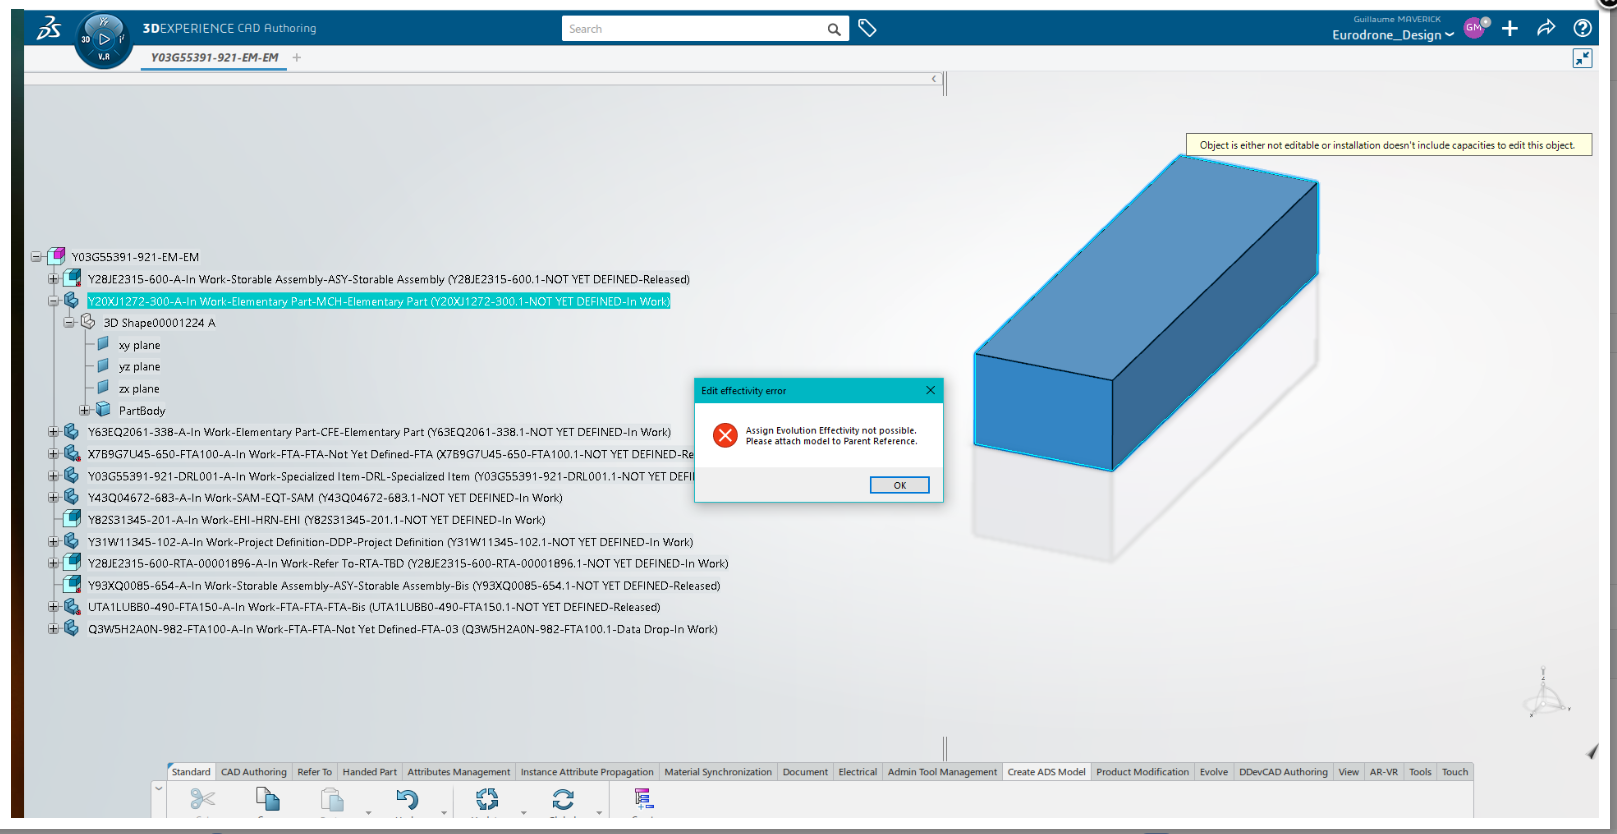 3DEXPERIENCE CAD Authoring
Search
Guillaume MAVERICK
Eurodrone_Design
GM
3D
V.R
Y03G55391-921-EM-EM
Object is either not editable or installation doesn't include capacities to edit this object.
Y03G55391-921-EM-EM
Y28JE2315-600-A-In Work-Storable Assembly-ASY-Storable Assembly (Y28JE2315-600.1-NOT YET DEFINED-Released)
Y20XJ1272-300-A-In Work-Elementary Part-MCH-Elementary Part (Y20XJ1272-300.1-NOT YET DEFINED-In Work)
3D Shape00001224 A
xy plane
yz plane
zx plane
PartBody
Y63EQ2061-338-A-In Work-Elementary Part-CFE-Elementary Part (Y63EQ2061-338.1-NOT YET DEFINED-In Work)
X7B9G7U45-650-FTA100-A-In Work-FTA-FTA-Not Yet Defined-FTA (X7B9G7U45-650-FTA100.1-NOT YET DEFINED-Re
Y03G55391-921-DRL001-A-In Work-Specialized Item-DRL-Specialized Item (Y03G55391-921-DRL001.1-NOT YET DEFI
Y43Q04672-683-A-In Work-SAM-EQT-SAM (Y43Q04672-683.1-NOT YET DEFINED-In Work)
Y82S31345-201-A-In Work-EHI-HRN-EHI (Y82S31345-201.1-NOT YET DEFINED-In Work)
Y31W11345-102-A-In Work-Project Definition-DDP-Project Definition (Y31W11345-102.1-NOT YET DEFINED-In Work)
Y28JE2315-600-RTA-00001896-A-In Work-Refer To-RTA-TBD (Y28JE2315-600-RTA-00001896.1-NOT YET DEFINED-In Work)
Y93XQ0085-654-A-In Work-Storable Assembly-ASY-Storable Assembly-Bis (Y93XQ0085-654.1-NOT YET DEFINED-Released)
UTA1LUBB0-490-FTA150-A-In Work-FTA-FTA-FTA-Bis (UTA1LUBB0-490-FTA150.1-NOT YET DEFINED-Released)
Q3W5H2A0N-982-FTA100-A-In Work-FTA-FTA-Not Yet Defined-FTA-03 (Q3W5H2A0N-982-FTA100.1-Data Drop-In Work)
Edit effectivity error
Assign Evolution Effectivity not possible.
Please attach model to Parent Reference.
OK
Standard CAD Authoring Refer To Handed Part Attributes Management Instance Attribute Propagation Material Synchronization Document Electrical Admin Tool Management Create ADS Model Product Modification Evolve DDevCAD Authoring View AR-VR Tools Touch